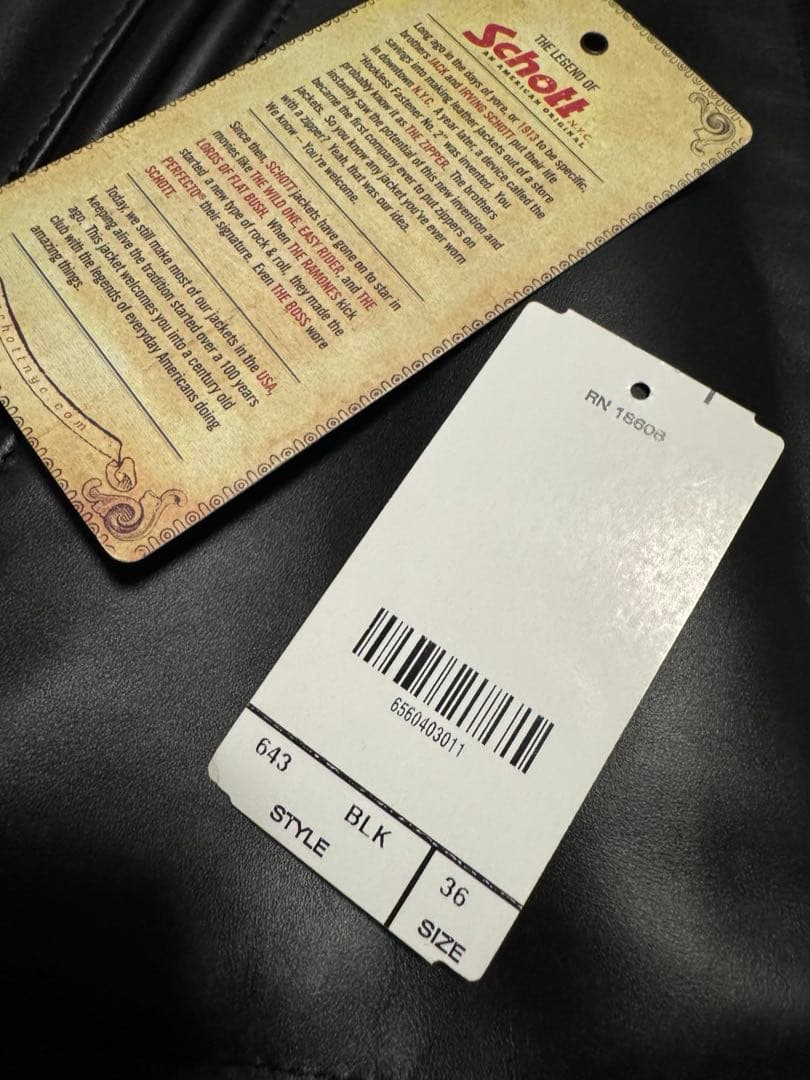 THE LEGEND OF
Schott N.Y.C.
AN AMERICAN ORIGINAL
Long ago in the days of yore, or 1913 to be specific,
brothers JACK and IRVING SCHOTT put their life
savings into making leather jackets out of a store
in downtown N.Y.C. A year later, a device called the
"Hookless Fastener No. 2" was invented. You
probably know it as THE ZIPPER. The brothers
instantly saw the potential of this new invention and
became the first company ever to put zippers on
jackets. So you know any jacket you've ever worn
with a zipper? Yeah, that was our idea.
We know – You're welcome.
Since then, SCHOTT jackets have gone on to star in
movies like THE WILD ONE, EASY RIDER, and THE
LORDS OF FLAT BUSH. When THE RAMONES kick
started a new type of rock & roll, they made the
PERFECTO® their signature. Even THE BOSS wore
SCHOTT.
Today, we still make most of our jackets in the USA,
keeping alive the tradition started over a 100 years
ago. This jacket welcomes you into a century old
club with the legends of everyday Americans doing
amazing things.
schottnyc.com
RN 18608
6560403011
643 BLK
STYLE
36
SIZE